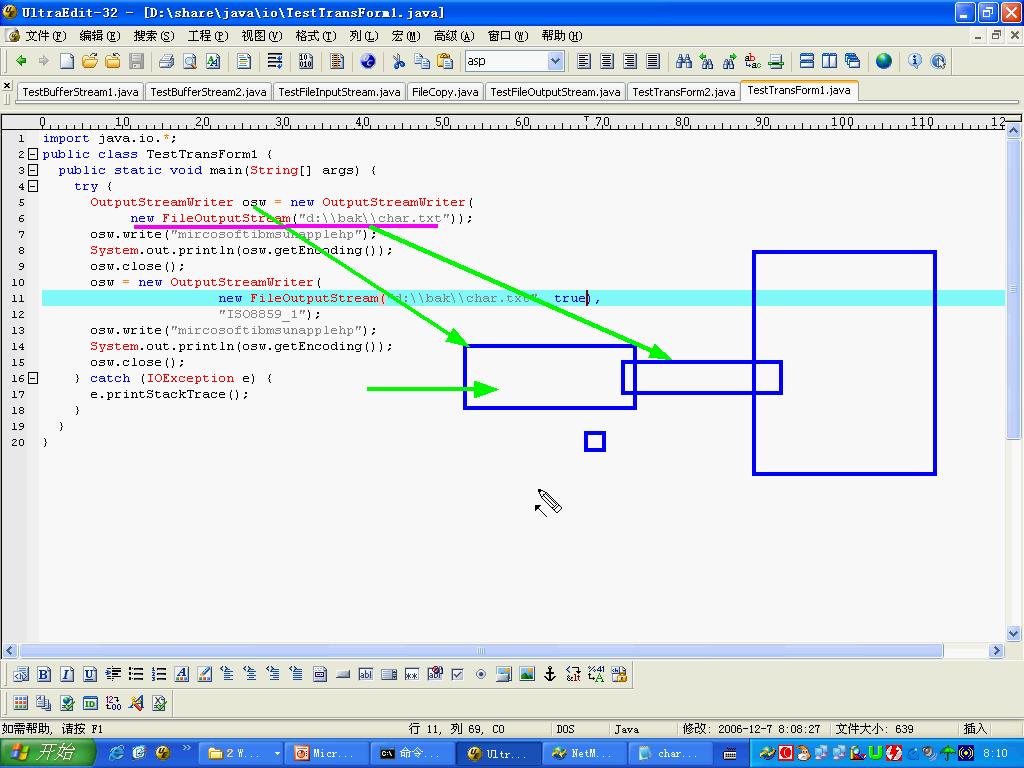 UltraEdit-32 - [D:\share\java\io\TestTransForm1.java]
文件(F) 编辑(E) 搜索(S) 工程(P) 视图(V) 格式(T) 列(L) 宏(M) 高级(A) 窗口(W) 帮助(H)
asp
TestBufferStream1.java TestBufferStream2.java TestFileInputStream.java FileCopy.java TestFileOutputStream.java TestTransForm2.java TestTransForm1.java
0 10 20 30 40 50 60 70 80 90 100 110 12
1 import java.io.*;
2 public class TestTransForm1 {
3 public static void main(String[] args) {
4 try {
5 OutputStreamWriter osw = new OutputStreamWriter(
6 new FileOutputStream("d:\\bak\\char.txt"));
7 osw.write("mircosoftibmsunapplehp");
8 System.out.println(osw.getEncoding());
9 osw.close();
10 osw = new OutputStreamWriter(
11 new FileOutputStream("d:\\bak\\char.txt", true),
12 "ISO8859_1");
13 osw.write("mircosoftibmsunapplehp");
14 System.out.println(osw.getEncoding());
15 osw.close();
16 } catch (IOException e) {
17 e.printStackTrace();
18 }
19 }
20 }
如需帮助, 请按 F1 行 11, 列 69, C0 DOS Java 修改: 2006-12-7 8:08:27 文件大小: 639 插入
开始 2 W... Micr... 命令... Ultr... NetM... char... 8:10